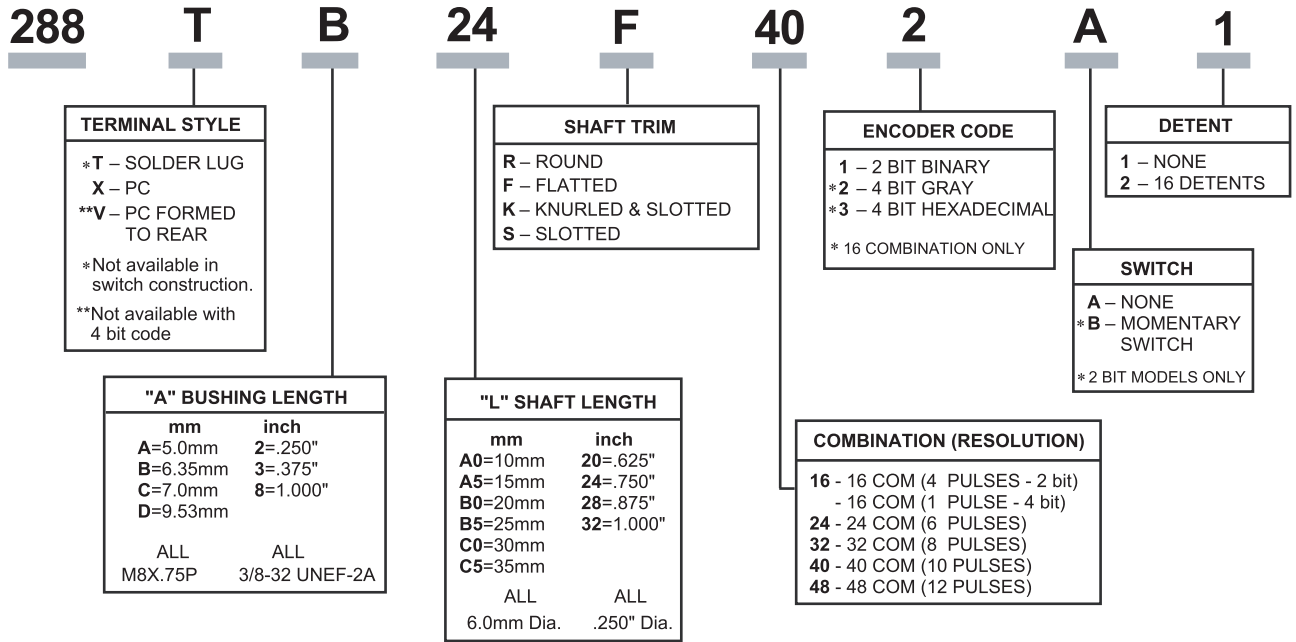 288 T B 24 F 40 2 A 1
TERMINAL STYLE
*T – SOLDER LUG
X – PC
**V – PC FORMED
TO REAR
*Not available in
switch construction.
**Not available with
4 bit code
SHAFT TRIM
R – ROUND
F – FLATTED
K – KNURLED & SLOTTED
S – SLOTTED
ENCODER CODE
1 – 2 BIT BINARY
*2 – 4 BIT GRAY
*3 – 4 BIT HEXADECIMAL
* 16 COMBINATION ONLY
DETENT
1 – NONE
2 – 16 DETENTS
SWITCH
A – NONE
*B – MOMENTARY
SWITCH
* 2 BIT MODELS ONLY
"A" BUSHING LENGTH
mm inch
A=5.0mm 2=.250"
B=6.35mm 3=.375"
C=7.0mm 8=1.000"
D=9.53mm
ALL ALL
M8X.75P 3/8-32 UNEF-2A
"L" SHAFT LENGTH
mm inch
A0=10mm 20=.625"
A5=15mm 24=.750"
B0=20mm 28=.875"
B5=25mm 32=1.000"
C0=30mm
C5=35mm
ALL ALL
6.0mm Dia. .250" Dia.
COMBINATION (RESOLUTION)
16 - 16 COM (4 PULSES - 2 bit)
- 16 COM (1 PULSE - 4 bit)
24 - 24 COM (6 PULSES)
32 - 32 COM (8 PULSES)
40 - 40 COM (10 PULSES)
48 - 48 COM (12 PULSES)